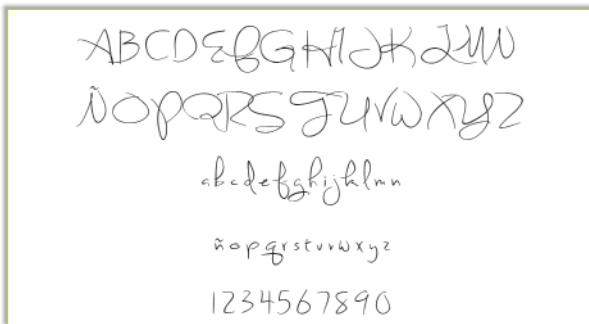 ABCDEFGHIJKLMN
ÑOPQRSTUVWXYZ
abcdefghijklmn
ñopqrstuvwxyz
1234567890